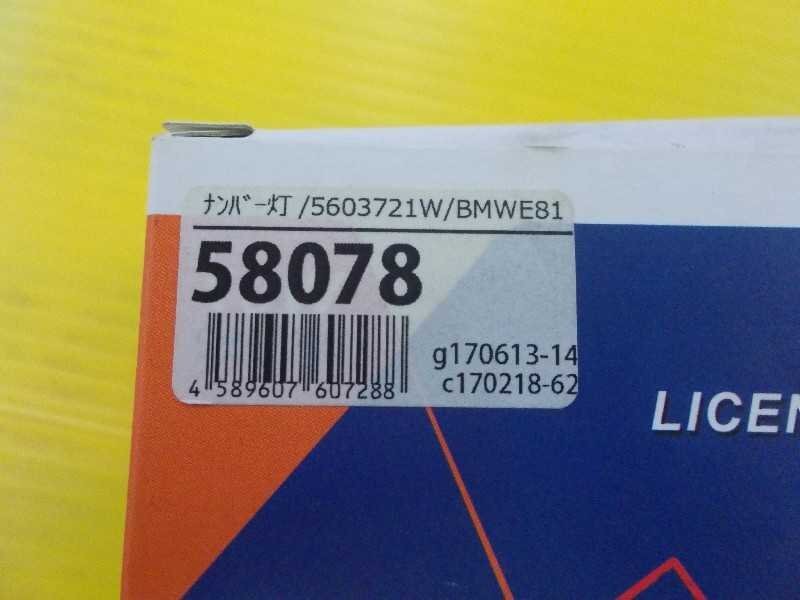 ﾅﾝﾊﾞｰ灯 /5603721W/BMWE81
58078
g170613-14
c170218-62
4 589607 607288
LICEN